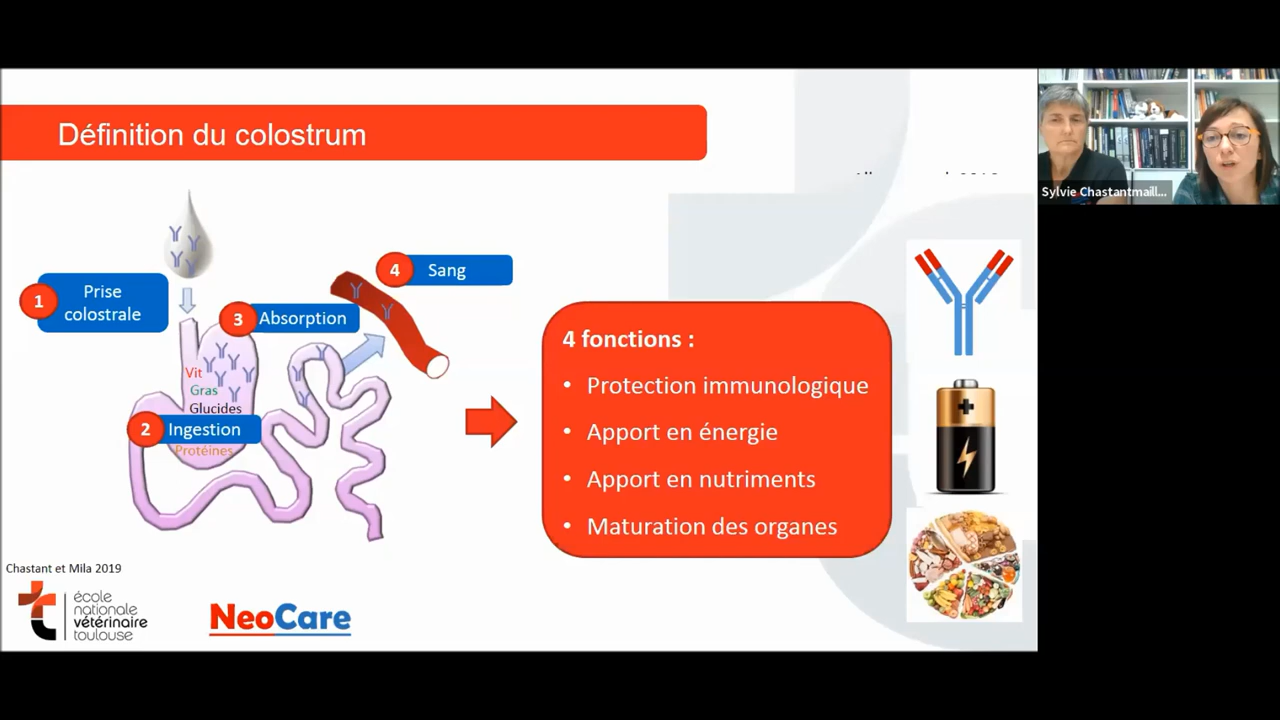 Définition du colostrum
Sylvie Chastantmaill...
4
Sang
1
Prise
colostrale
3
Absorption
Vit
Gras
Glucides
2
Ingestion
Protéines
4 fonctions :
• Protection immunologique
• Apport en énergie
• Apport en nutriments
• Maturation des organes
Chastant et Mila 2019
école
nationale
vétérinaire
toulouse
NeoCare